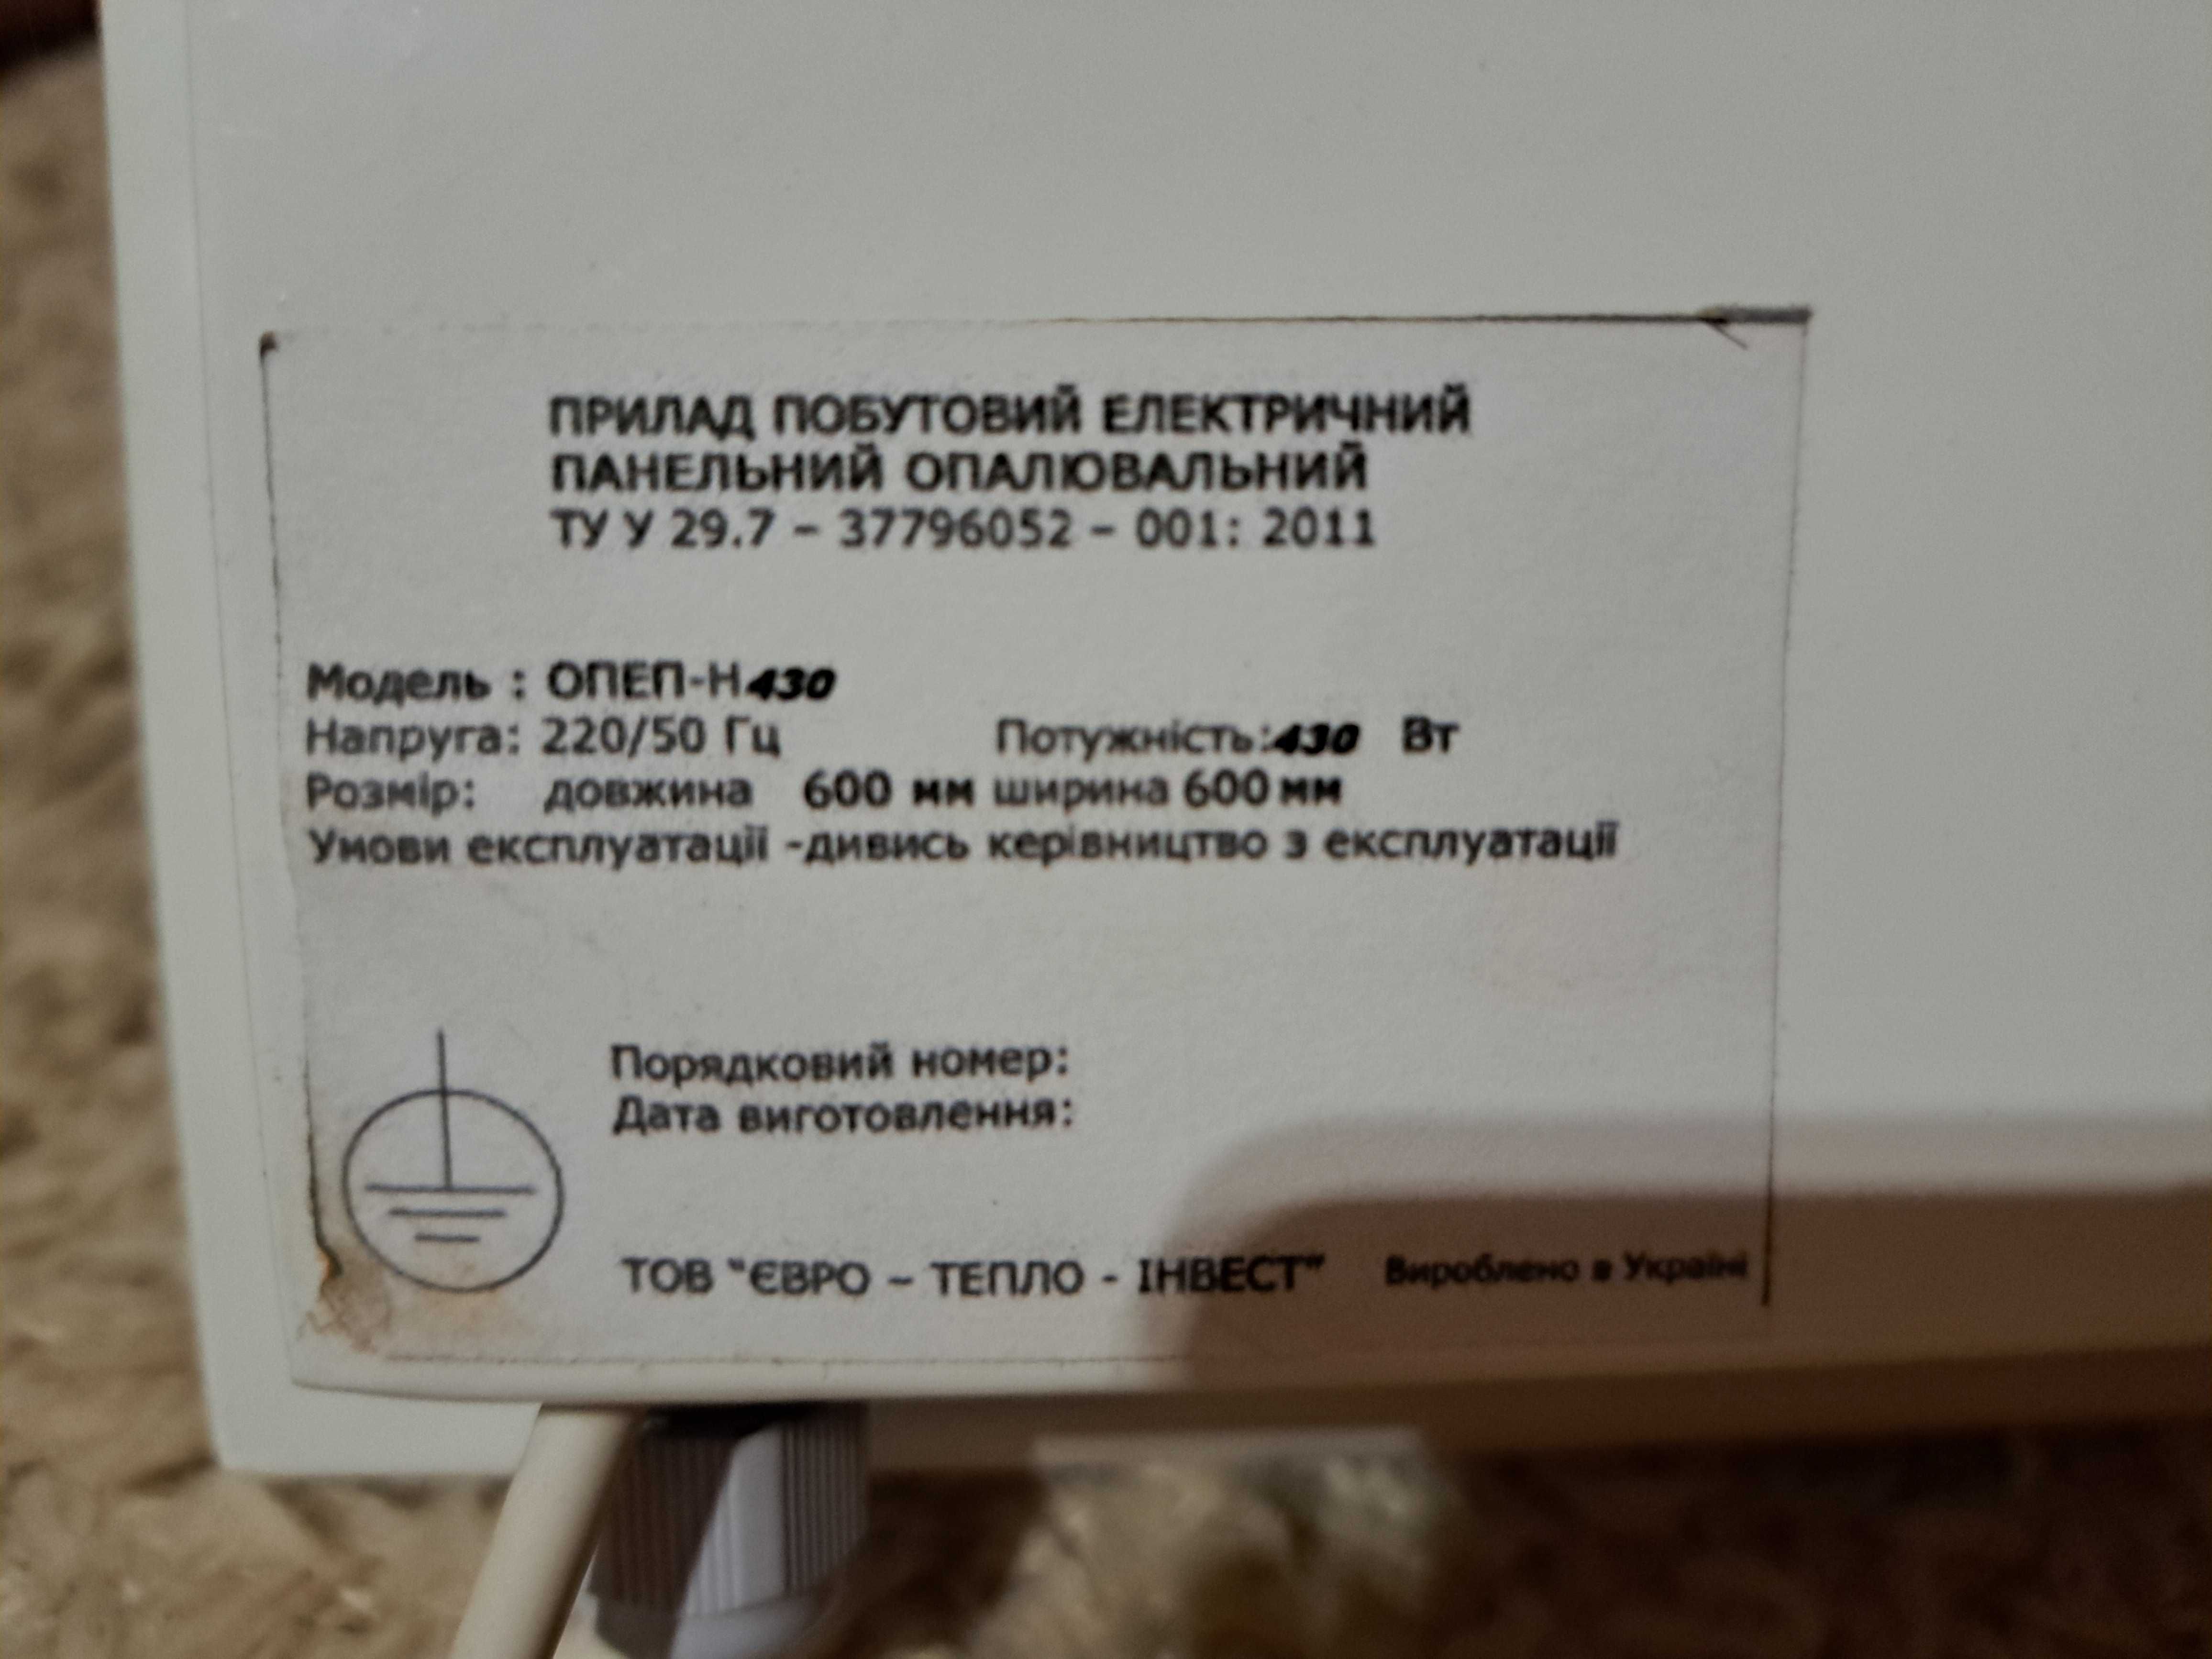 ПРИЛАД ПОБУТОВИЙ ЕЛЕКТРИЧНИЙ
ПАНЕЛЬНИЙ ОПАЛЮВАЛЬНИЙ
ТУ У 29.7 – 37796052 – 001: 2011
Модель : ОПЕП-Н430
Напруга: 220/50 Гц Потужність:430 Вт
Розмір: довжина 600 мм ширина 600 мм
Умови експлуатації -дивись керівництво з експлуатації
Порядковий номер:
Дата виготовлення:
ТОВ "ЄВРО – ТЕПЛО - ІНВЕСТ" Вироблено в Україні